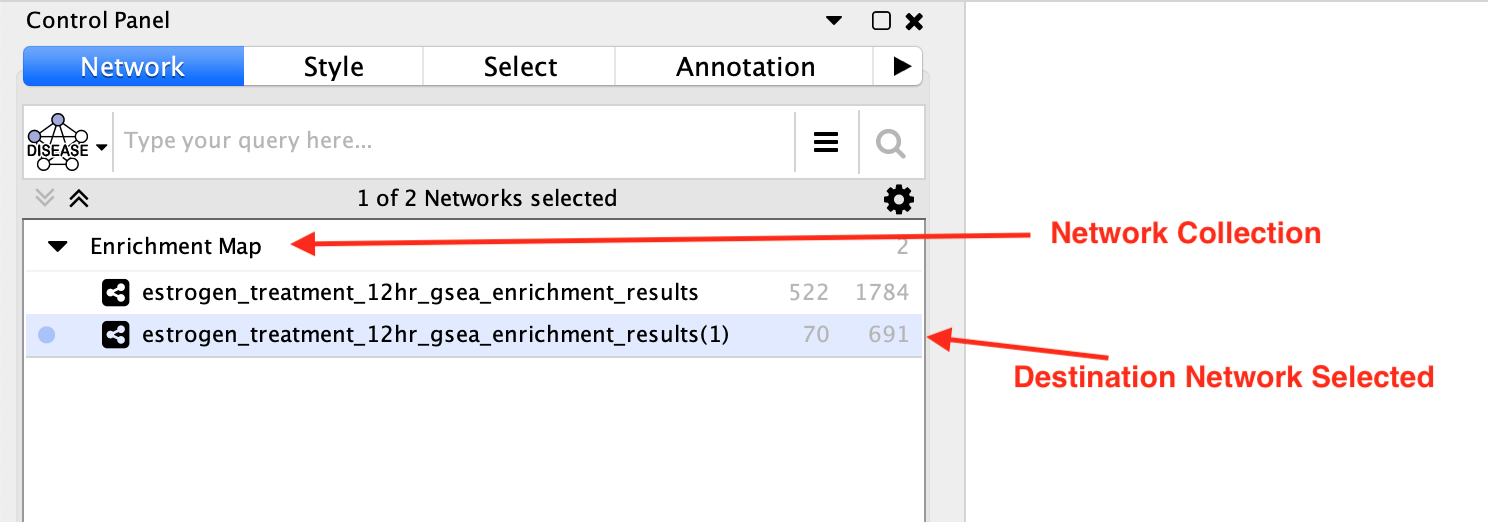 Control Panel
Network Style Select Annotation
DISEASE Type your query here...
1 of 2 Networks selected
Enrichment Map 2
Network Collection
estrogen_treatment_12hr_gsea_enrichment_results 522 1784
estrogen_treatment_12hr_gsea_enrichment_results(1) 70 691
Destination Network Selected